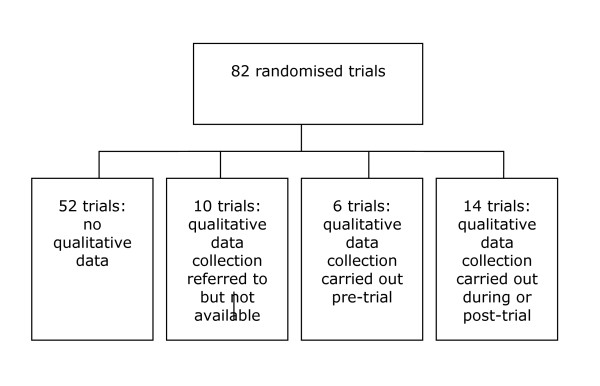 82 randomised trials
52 trials:
no
qualitative
data
10 trials:
qualitative
data
collection
referred to
but not
available
6 trials:
qualitative
data
collection
carried out
pre-trial
14 trials:
qualitative
data
collection
carried out
during or
post-trial